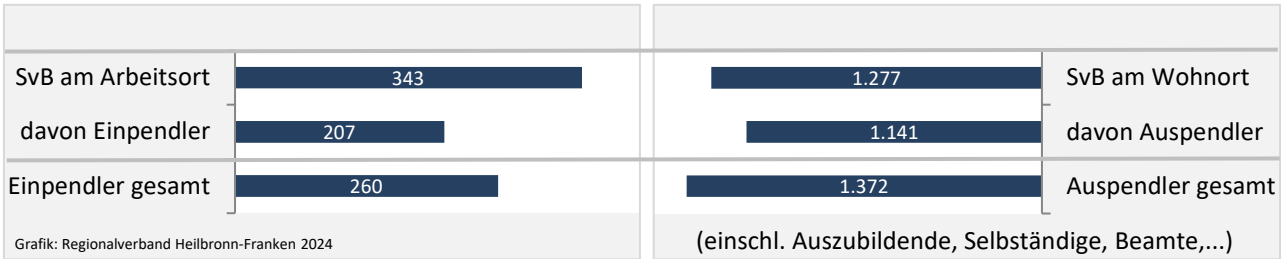 SvB am Arbeitsort 343
davon Einpendler 207
Einpendler gesamt 260
Grafik: Regionalverband Heilbronn-Franken 2024
1.277 SvB am Wohnort
1.141 davon Auspendler
1.372 Auspendler gesamt
(einschl. Auszubildende, Selbständige, Beamte,...)